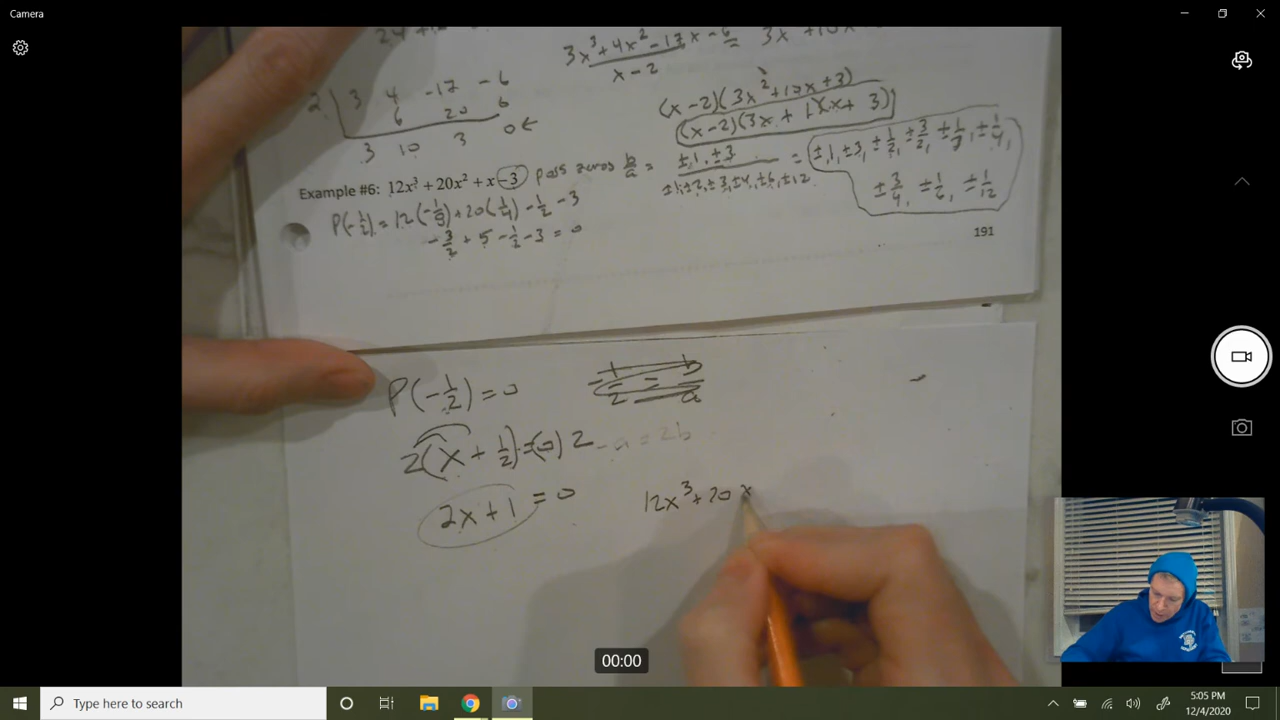 Camera
3x³+4x²-17x-6 =
x-2
2 3 4 -17 -6
6 20 6
3 10 3 0 ←
(x-2)(3x²+10x+3)
(x-2)(3x+1)(x+3)
Example #6: 12x³ + 20x² + x - 3 poss zeros b/a = ±1, ±3 / ±1, ±2, ±3, ±4, ±6, ±12 = ±1, ±3, ±1/2, ±3/2, ±1/3, ±1/4,
±3/4, ±1/6, ±1/12
P(-1/2) = 12(-1/8) + 20(1/4) - 1/2 - 3
-3/2 + 5 - 1/2 - 3 = 0
191
P(-1/2) = 0
-1/2 = b/a
2(x + 1/2) = (0)2
-a = 2b
2x + 1 = 0
12x³ + 20x
00:00
Type here to search
5:05 PM
12/4/2020